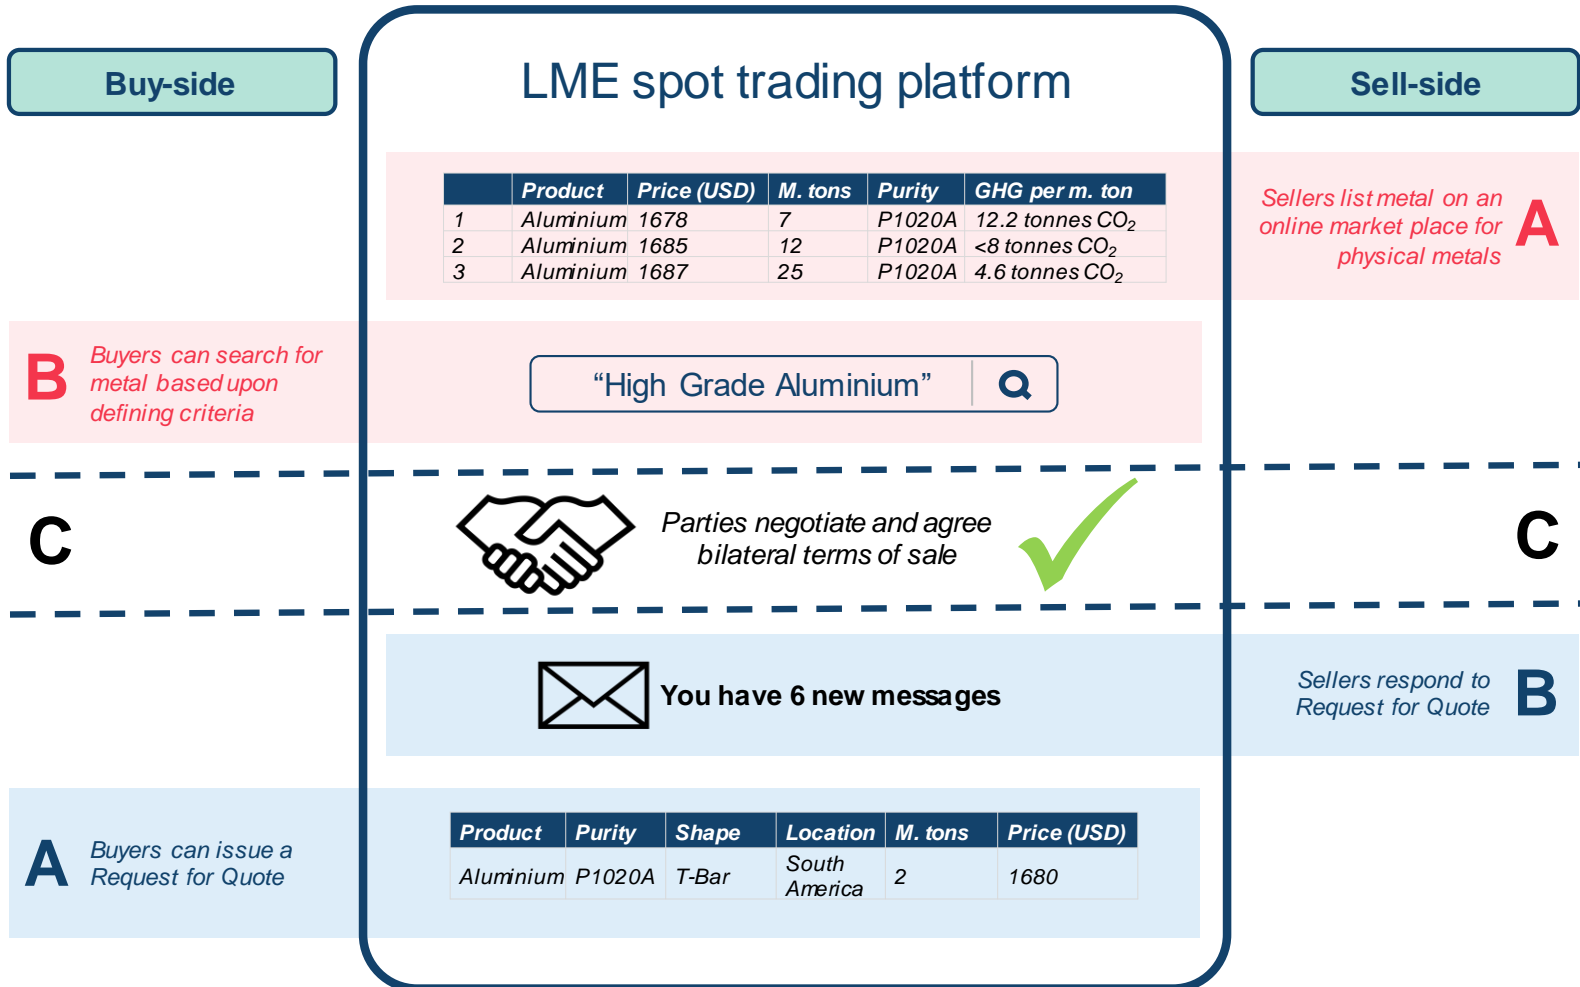 Buy-side
LME spot trading platform
Sell-side
Product Price (USD) M. tons Purity GHG per m. ton
1 Aluminium 1678 7 P1020A 12.2 tonnes CO₂
2 Aluminium 1685 12 P1020A <8 tonnes CO₂
3 Aluminium 1687 25 P1020A 4.6 tonnes CO₂
Sellers list metal on an
online market place for
physical metals
A
B
Buyers can search for
metal based upon
defining criteria
“High Grade Aluminium”
C
Parties negotiate and agree
bilateral terms of sale
C
You have 6 new messages
Sellers respond to
Request for Quote
B
A
Buyers can issue a
Request for Quote
Product Purity Shape Location M. tons Price (USD)
Aluminium P1020A T-Bar South America 2 1680